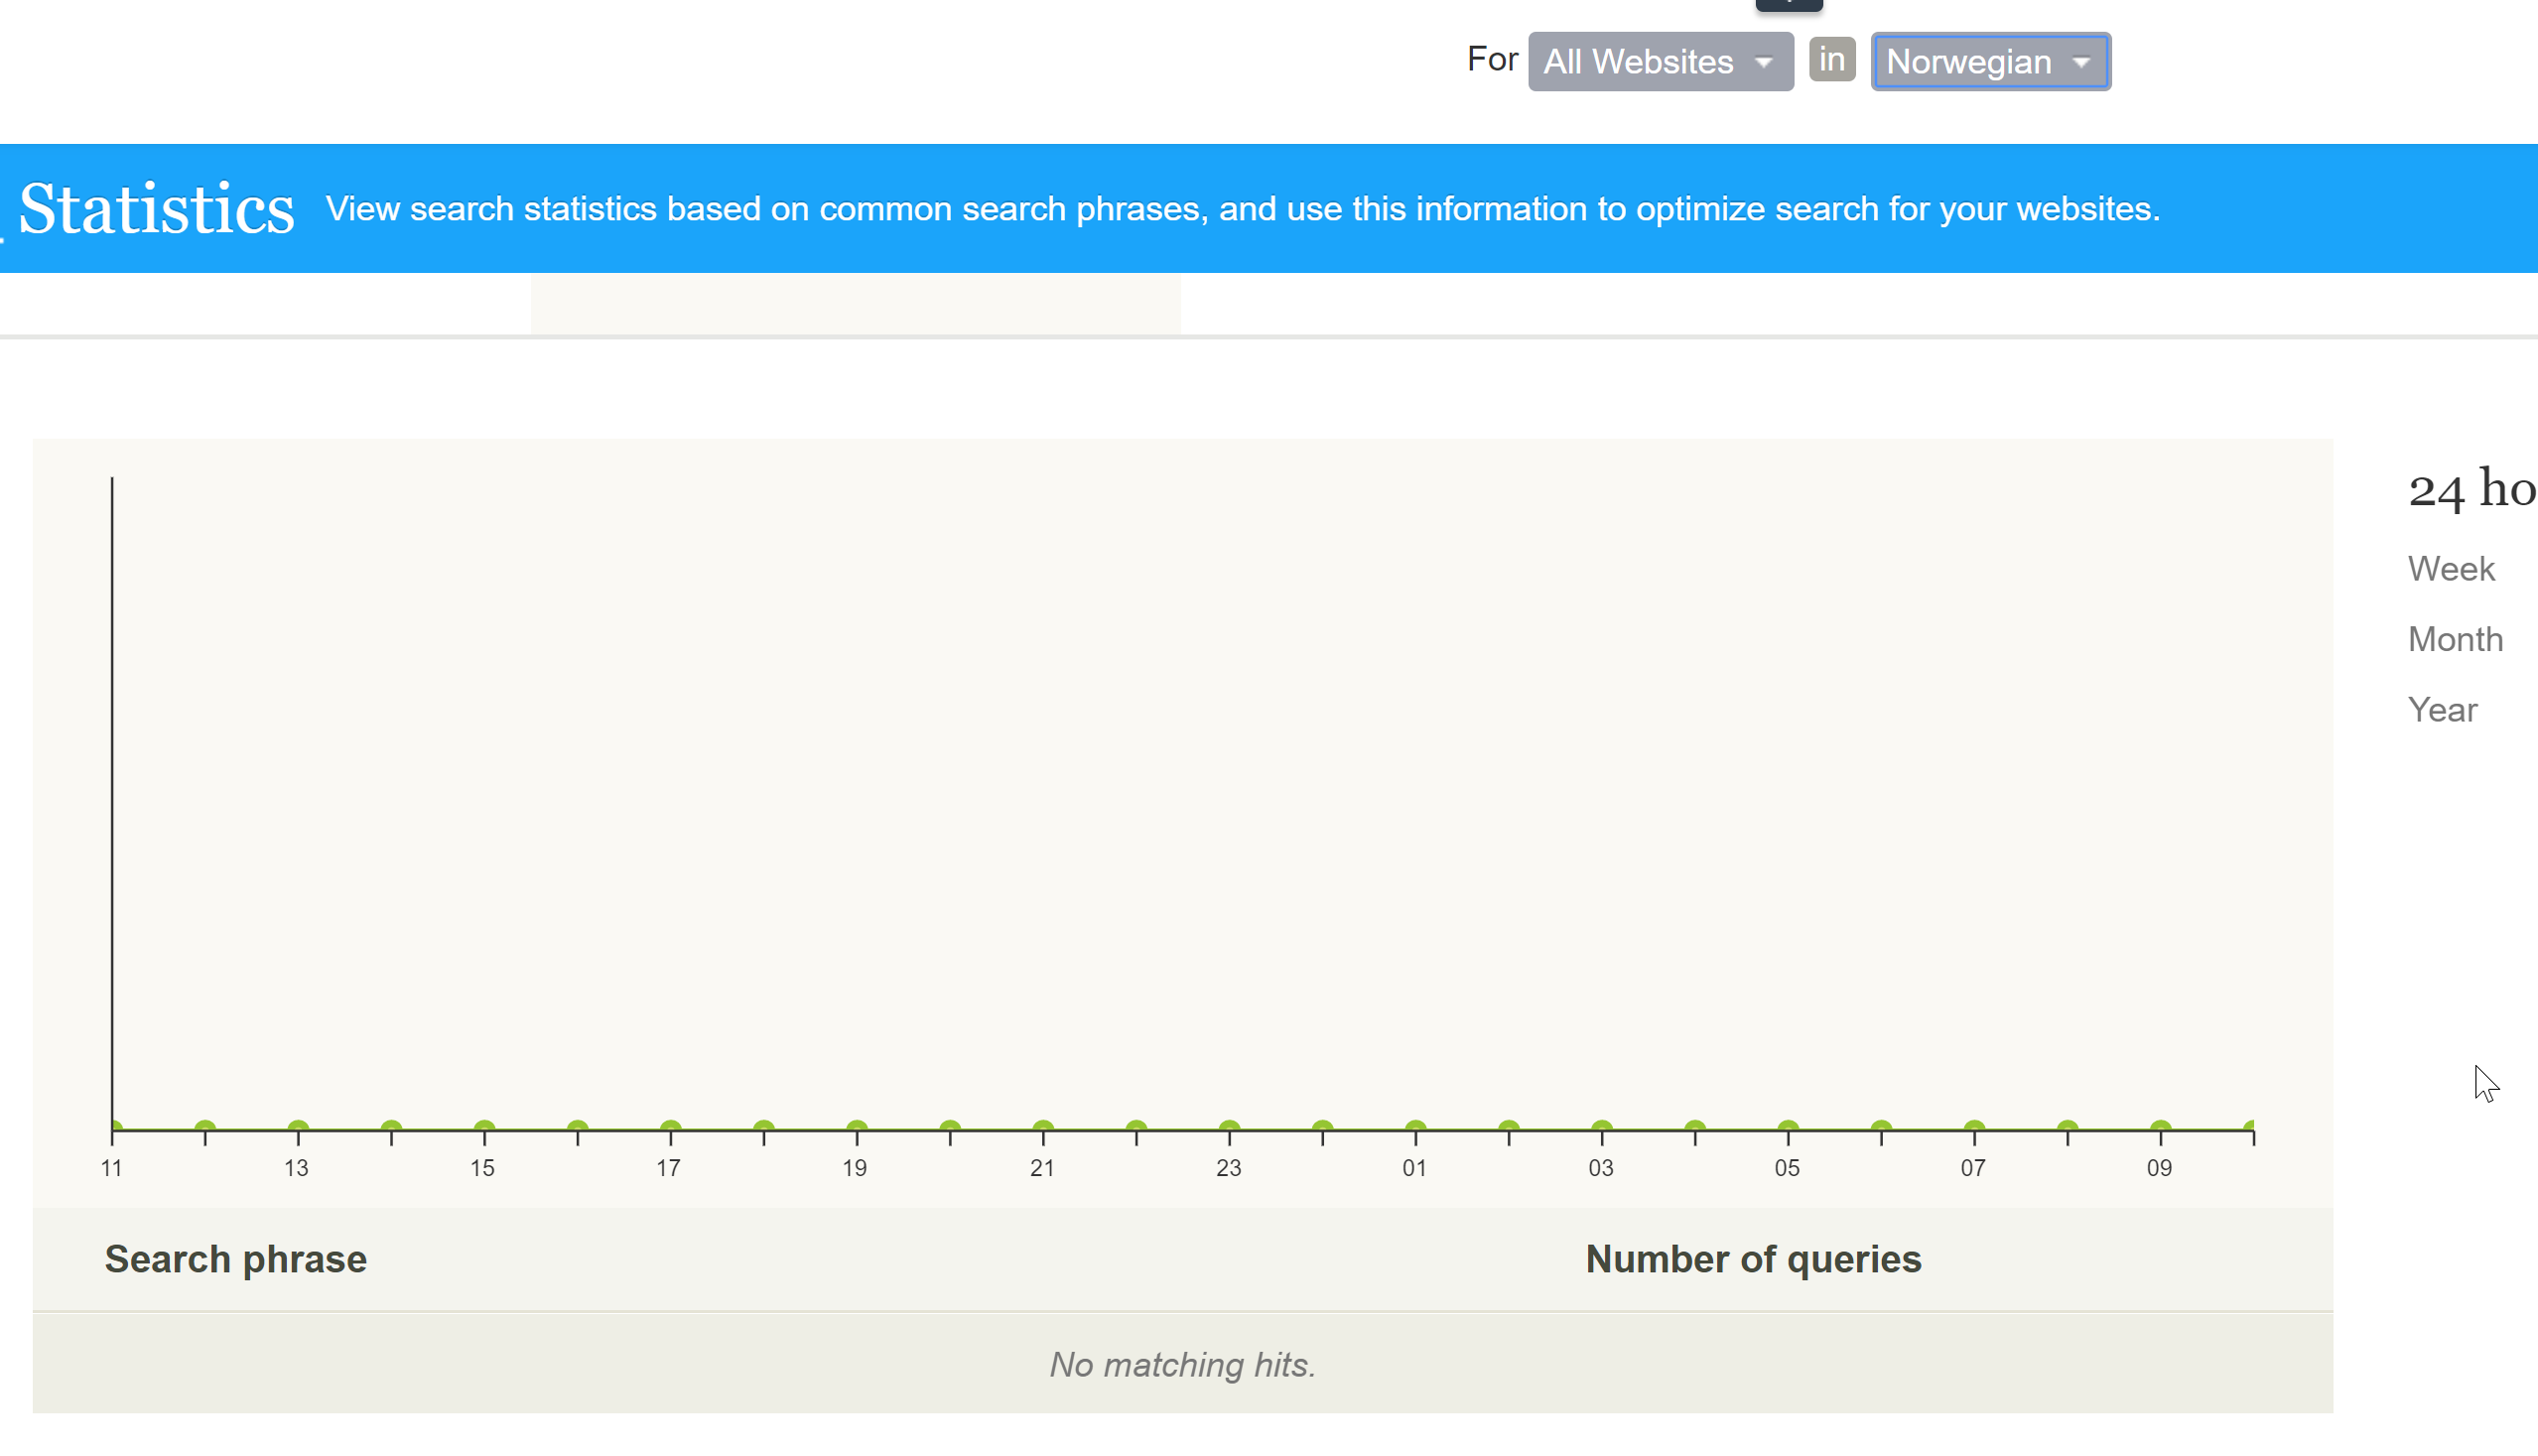 For All Websites in Norwegian
Statistics View search statistics based on common search phrases, and use this information to optimize search for your websites.
24 ho
Week
Month
Year
11 13 15 17 19 21 23 01 03 05 07 09
Search phrase Number of queries
No matching hits.